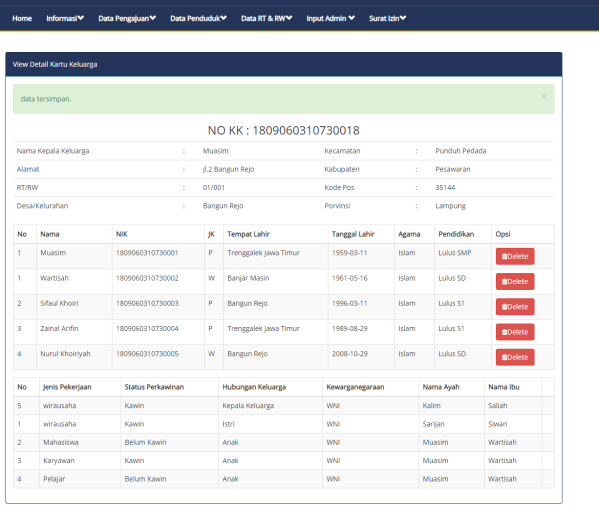 Home Informasi Data Pengajuan Data Penduduk Data RT & RW Input Admin Surat Izin
View Detail Kartu Keluarga
data tersimpan. ×
NO KK : 1809060310730018
Nama Kepala Keluarga : Muasim Kecamatan : Punduh Pedada
Alamat : jl.2 Bangun Rejo Kabupaten : Pesawaran
RT/RW : 01/001 Kode Pos : 35144
Desa/Kelurahan : Bangun Rejo Porvinsi : Lampung
No Nama NIK JK Tempat Lahir Tanggal Lahir Agama Pendidikan Opsi
1 Muasim 1809060310730001 P Trenggalek Jawa Timur 1959-03-11 Islam Lulus SMP Delete
1 Wartisah 1809060310730002 W Banjar Masin 1961-05-16 Islam Lulus SD Delete
2 Sifaul Khoiri 1809060310730003 P Bangun Rejo 1996-03-11 Islam Lulus S1 Delete
3 Zainal Arifin 1809060310730004 P Trenggalek Jawa Timur 1989-08-29 Islam Lulus S1 Delete
4 Nurul Khoiriyah 1809060310730005 W Bangun Rejo 2008-10-29 Islam Lulus SD Delete
No Jenis Pekerjaan Status Perkawinan Hubungan Keluarga Kewarganegaraan Nama Ayah Nama Ibu
5 wirausaha Kawin Kepala Keluarga WNI Kalim Saliah
1 wirausaha Kawin Istri WNI Sarijan Siwan
2 Mahasiswa Belum Kawin Anak WNI Muasim Wartisah
3 Karyawan Kawin Anak WNI Muasim Wartisah
4 Pelajar Belum Kawin Anak WNI Muasim Wartisah